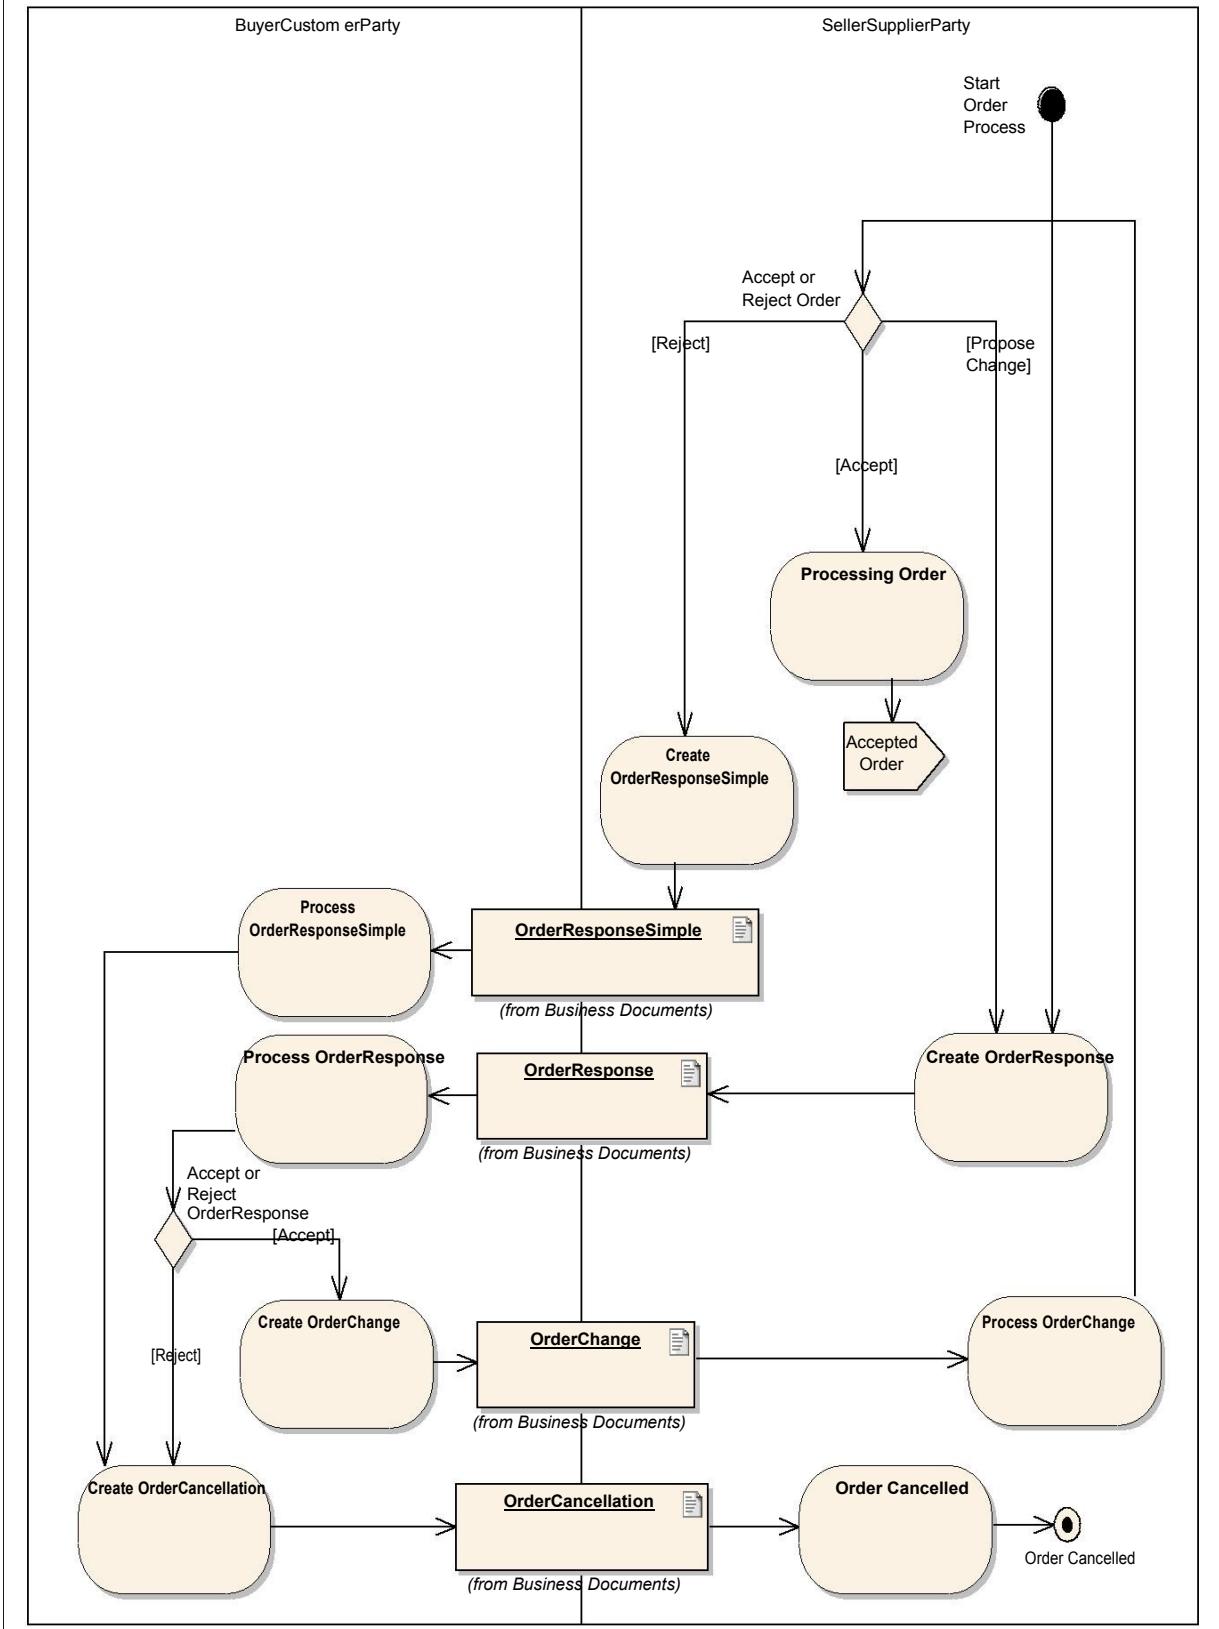 BuyerCustom erParty
SellerSupplierParty
Start
Order
Process
Accept or
Reject Order
[Reject]
[Propose
Change]
[Accept]
Processing Order
Accepted
Order
Create
OrderResponseSimple
Process
OrderResponseSimple
OrderResponseSimple
(from Business Documents)
Process OrderResponse
OrderResponse
Create OrderResponse
(from Business Documents)
Accept or
Reject
OrderResponse
[Accept]
Create OrderChange
OrderChange
Process OrderChange
[Reject]
(from Business Documents)
Create OrderCancellation
OrderCancellation
Order Cancelled
Order Cancelled
(from Business Documents)